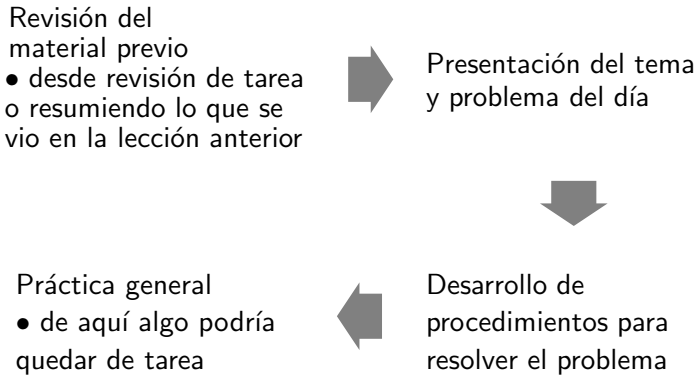 Revisión del
material previo
• desde revisión de tarea
o resumiendo lo que se
vio en la lección anterior
Presentación del tema
y problema del día
Desarrollo de
procedimientos para
resolver el problema
Práctica general
• de aquí algo podría
quedar de tarea